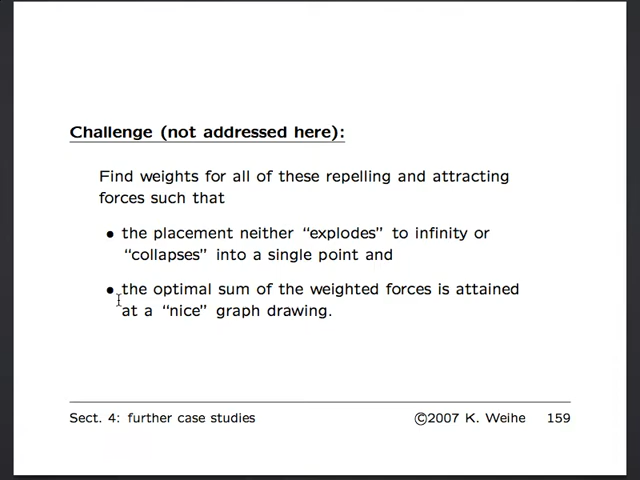 Challenge (not addressed here):
Find weights for all of these repelling and attracting
forces such that
• the placement neither “explodes” to infinity or
“collapses” into a single point and
• the optimal sum of the weighted forces is attained
at a “nice” graph drawing.
Sect. 4: further case studies ©2007 K. Weihe 159